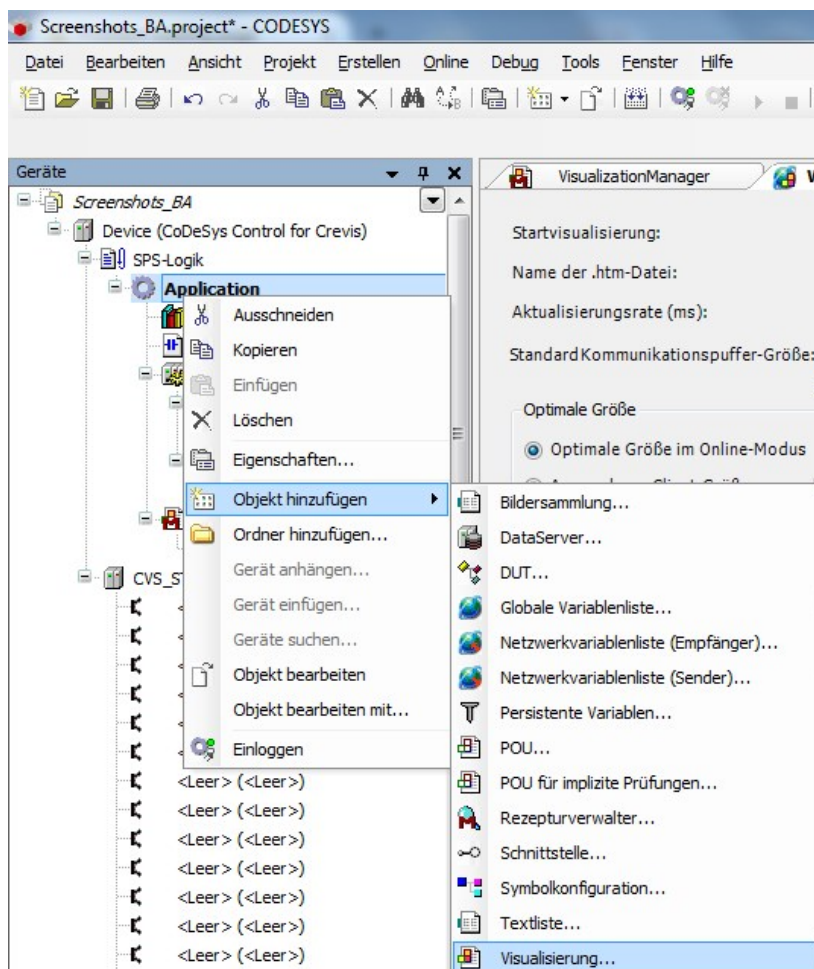 Screenshots_BA.project* - CODESYS
Datei Bearbeiten Ansicht Projekt Erstellen Online Debug Tools Fenster Hilfe
Geräte
Screenshots_BA
Device (CoDeSys Control for Crevis)
SPS-Logik
Application
VisualizationManager
Startvisualisierung:
Name der .htm-Datei:
Aktualisierungsrate (ms):
Standard Kommunikationspuffer-Größe:
Optimale Größe
Optimale Größe im Online-Modus
Ausschneiden
Kopieren
Einfügen
Löschen
Eigenschaften...
Objekt hinzufügen
Ordner hinzufügen...
Gerät anhängen...
Gerät einfügen...
Geräte suchen...
Objekt bearbeiten
Objekt bearbeiten mit...
Einloggen
Bildersammlung...
DataServer...
DUT...
Globale Variablenliste...
Netzwerkvariablenliste (Empfänger)...
Netzwerkvariablenliste (Sender)...
Persistente Variablen...
POU...
POU für implizite Prüfungen...
Rezepturverwalter...
Schnittstelle...
Symbolkonfiguration...
Textliste...
Visualisierung...
CVS_S
<Leer> (<Leer>)
<Leer> (<Leer>)
<Leer> (<Leer>)
<Leer> (<Leer>)
<Leer> (<Leer>)
<Leer> (<Leer>)
<Leer> (<Leer>)